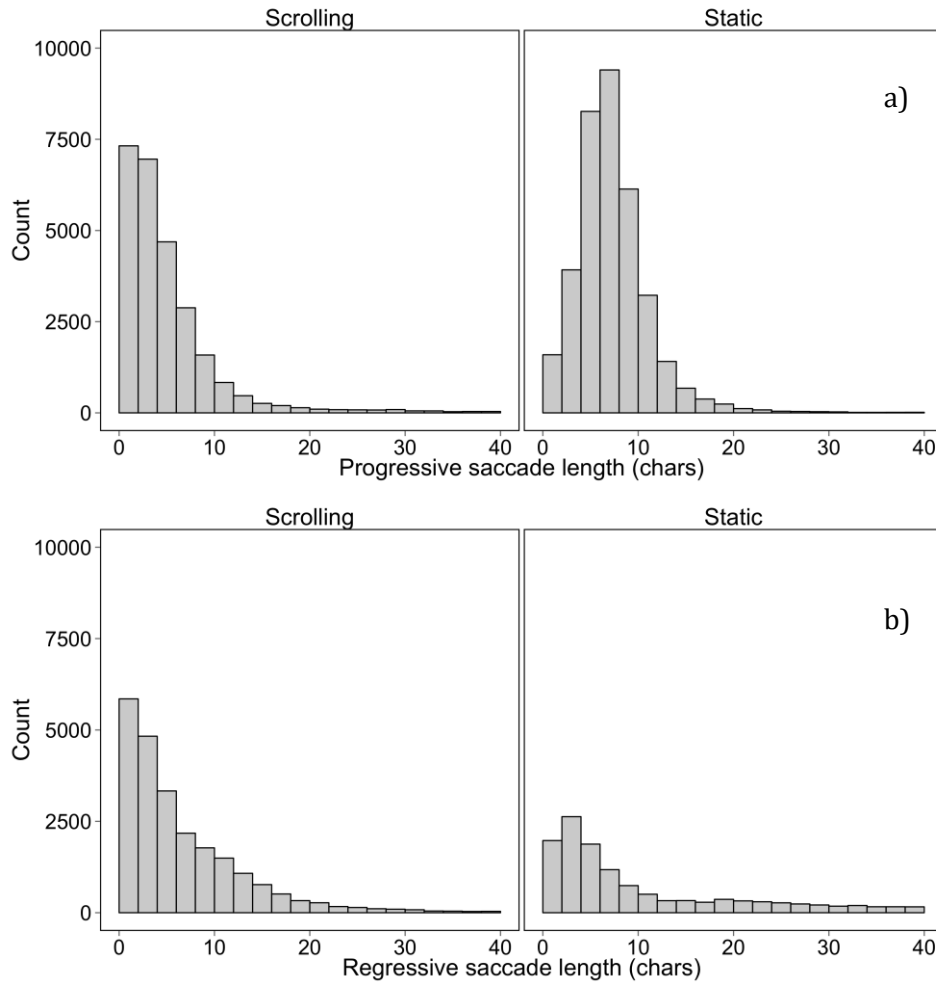 Scrolling Static
10000
7500
5000
2500
0
Count
a)
0 10 20 30 40 0 10 20 30 40
Progressive saccade length (chars)
Scrolling Static
10000
7500
5000
2500
0
Count
b)
0 10 20 30 40 0 10 20 30 40
Regressive saccade length (chars)